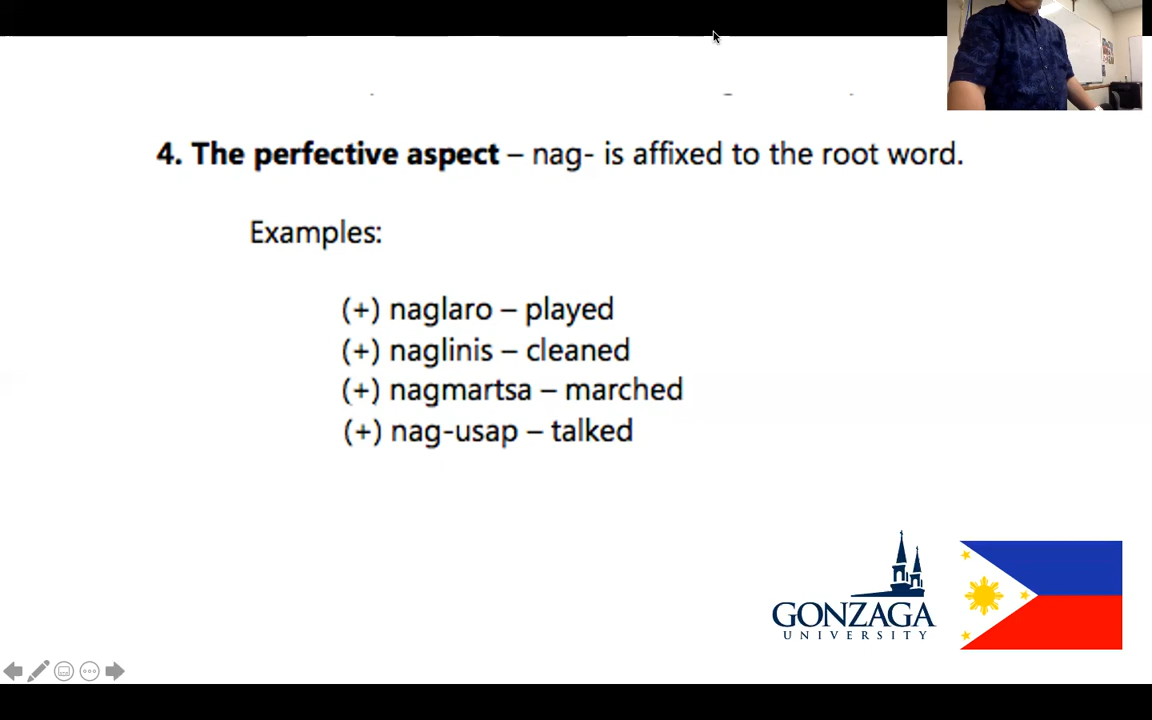 4. The perfective aspect – nag- is affixed to the root word.
Examples:
(+) naglaro – played
(+) naglinis – cleaned
(+) nagmartsa – marched
(+) nag-usap – talked
GONZAGA
UNIVERSITY